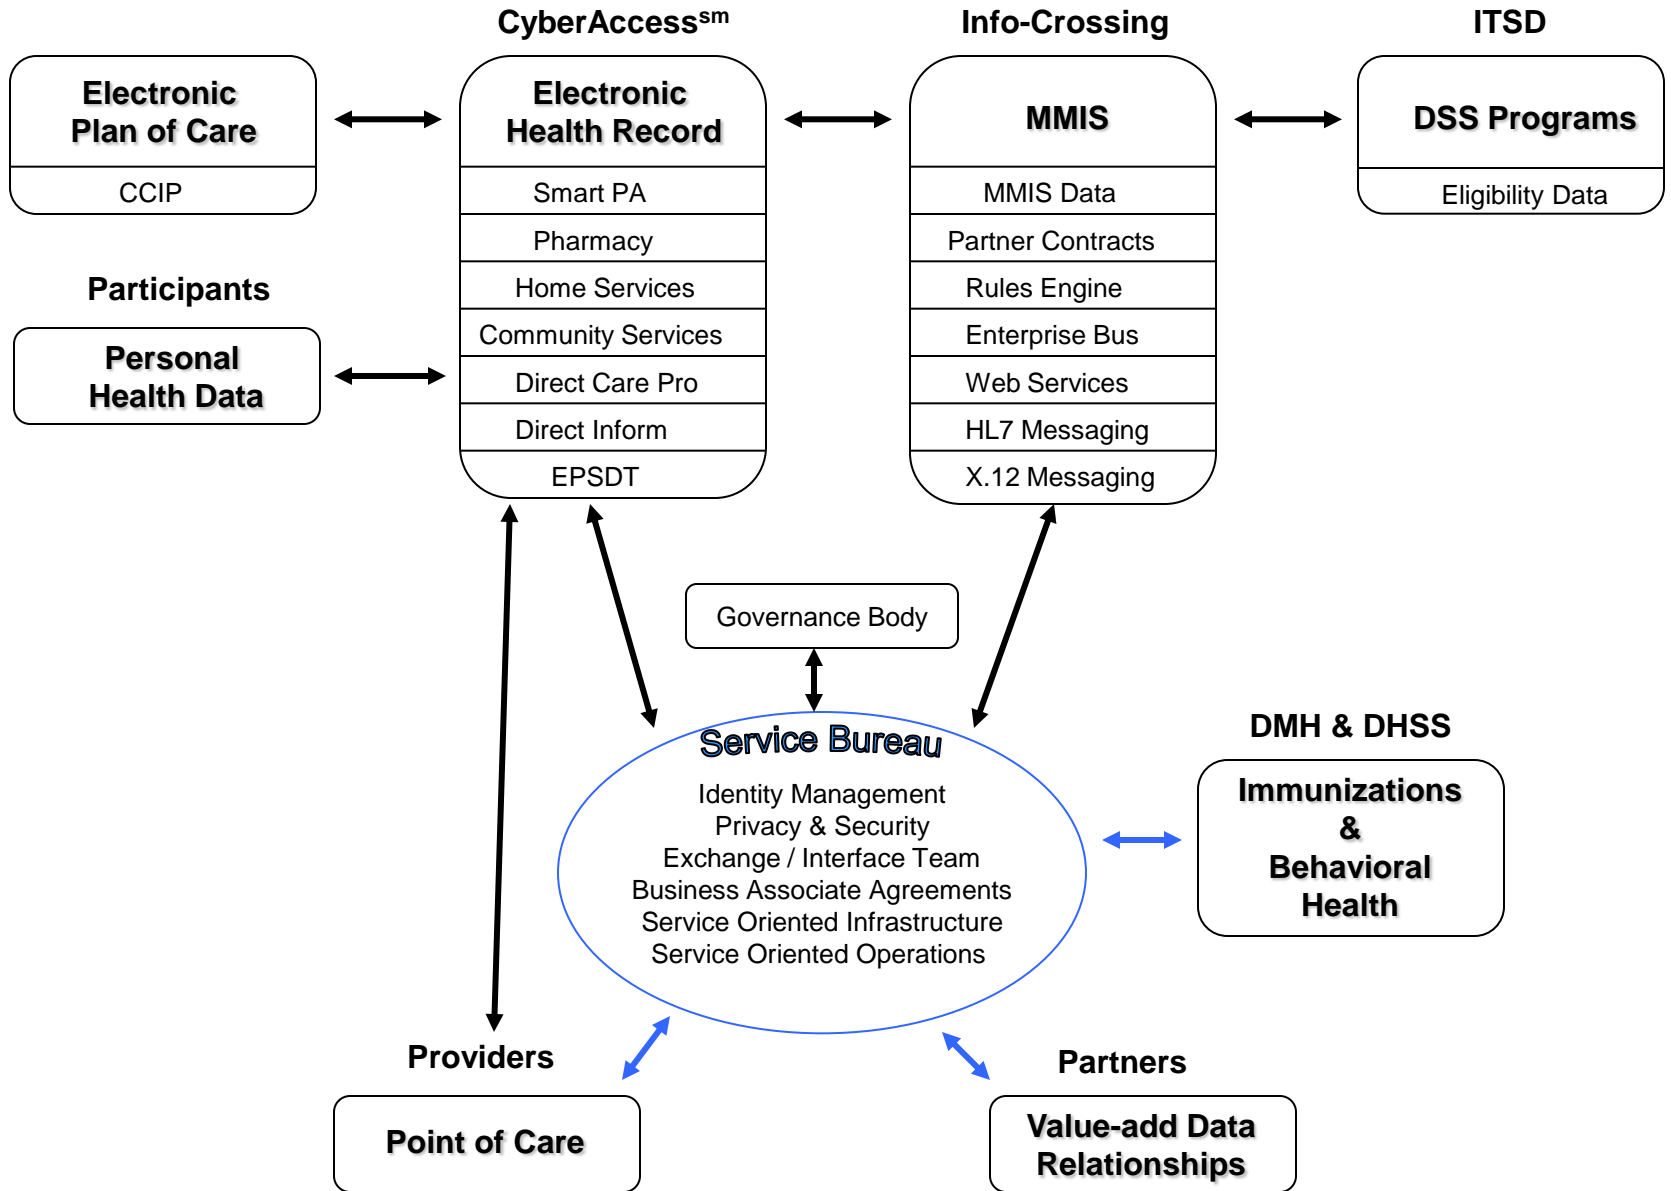 CyberAccess℠
Info-Crossing
ITSD
Electronic
Plan of Care
CCIP
Electronic
Health Record
Smart PA
Pharmacy
Home Services
Community Services
Direct Care Pro
Direct Inform
EPSDT
MMIS
MMIS Data
Partner Contracts
Rules Engine
Enterprise Bus
Web Services
HL7 Messaging
X.12 Messaging
DSS Programs
Eligibility Data
Participants
Personal
Health Data
Governance Body
Service Bureau
Identity Management
Privacy & Security
Exchange / Interface Team
Business Associate Agreements
Service Oriented Infrastructure
Service Oriented Operations
DMH & DHSS
Immunizations
&
Behavioral
Health
Providers
Point of Care
Partners
Value-add Data
Relationships